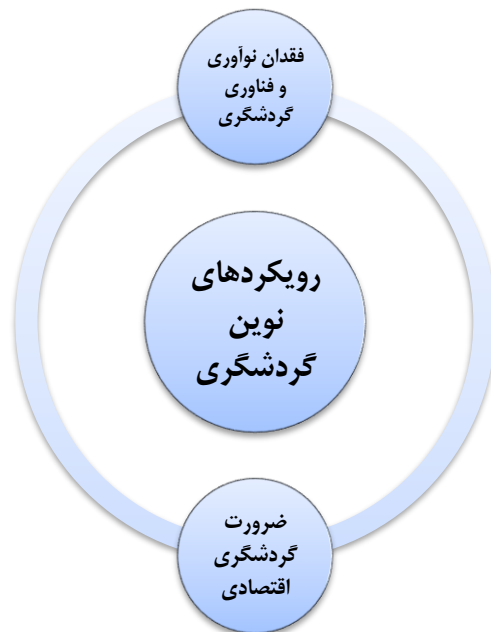 فقدان نوآوری
و فناوری
گردشگری
رویکردهای
نوین
گردشگری
ضرورت
گردشگری
اقتصادی